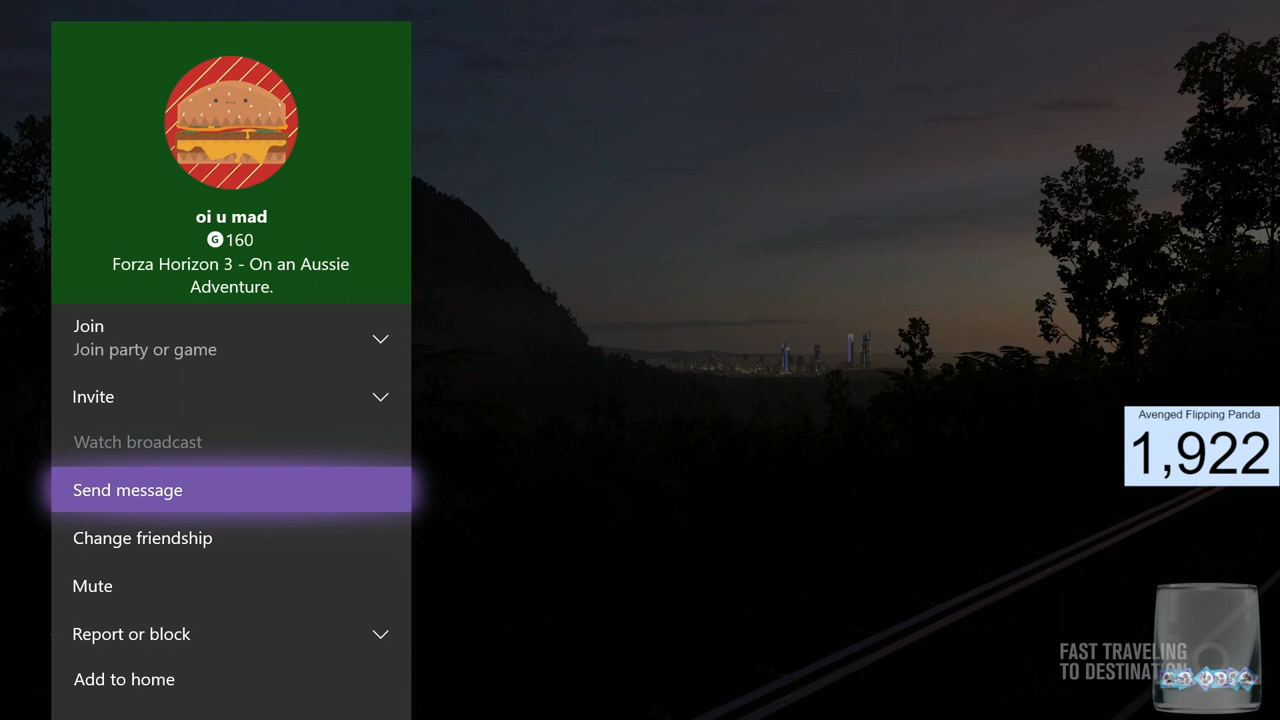 oi u mad
G 160
Forza Horizon 3 - On an Aussie
Adventure.
Join
Join party or game
Invite
Watch broadcast
Send message
Change friendship
Mute
Report or block
Add to home
Avenged Flipping Panda
1,922
FAST TRAVELING
TO DESTINATION